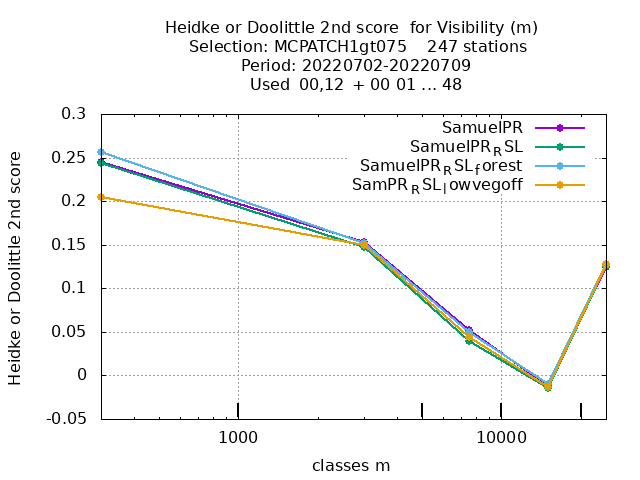 Heidke or Doolittle 2nd score  for Visibility (m)
Selection: MCPATCH1gt075    247 stations
Period: 20220702-20220709
Used  00,12  + 00 01 ... 48
SamuelPR
SamuelPR_RSL
SamuelPR_RSL_forest
SamPR_RSL_lowvegoff
0.3
0.25
0.2
0.15
0.1
0.05
0
-0.05
Heidke or Doolittle 2nd score
1000
10000
classes m